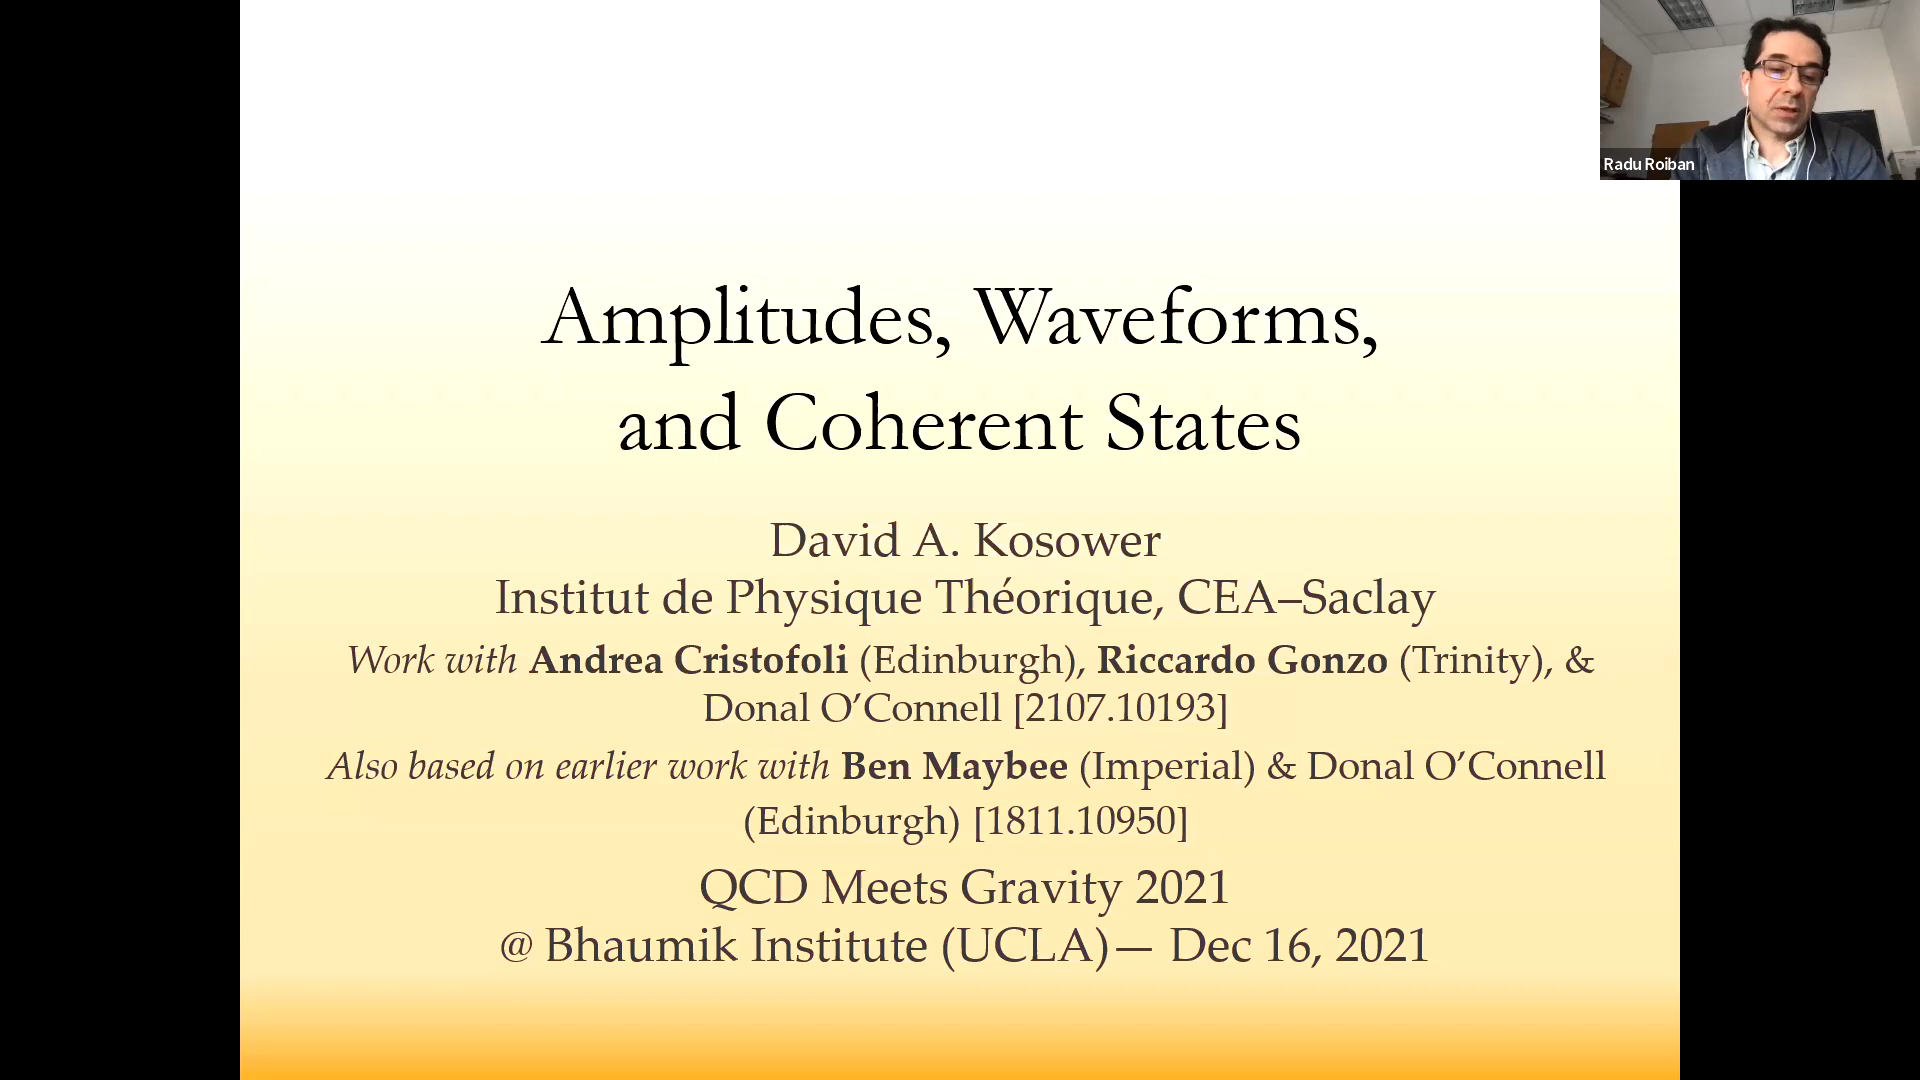 Radu Roiban
Amplitudes, Waveforms,
and Coherent States
David A. Kosower
Institut de Physique Théorique, CEA–Saclay
Work with Andrea Cristofoli (Edinburgh), Riccardo Gonzo (Trinity), &
Donal O’Connell [2107.10193]
Also based on earlier work with Ben Maybee (Imperial) & Donal O’Connell
(Edinburgh) [1811.10950]
QCD Meets Gravity 2021
@ Bhaumik Institute (UCLA)— Dec 16, 2021